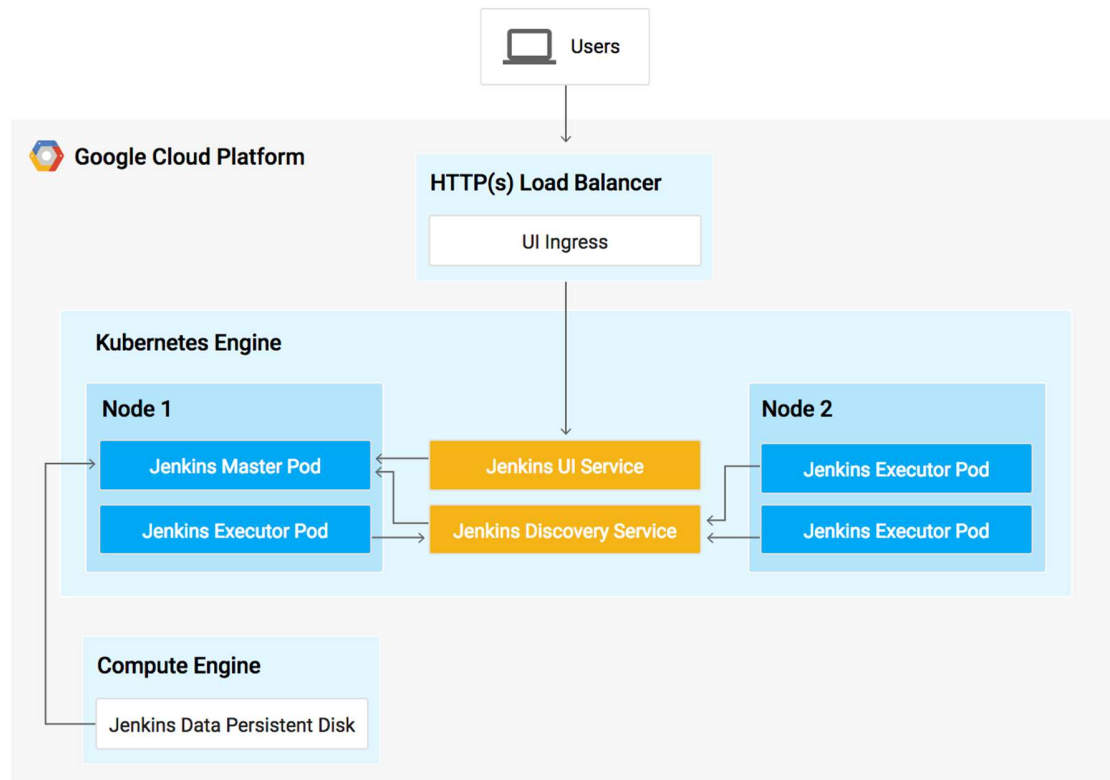 Users
Google Cloud Platform
HTTP(s) Load Balancer
UI Ingress
Kubernetes Engine
Node 1
Jenkins Master Pod
Jenkins Executor Pod
Jenkins UI Service
Jenkins Discovery Service
Node 2
Jenkins Executor Pod
Jenkins Executor Pod
Compute Engine
Jenkins Data Persistent Disk